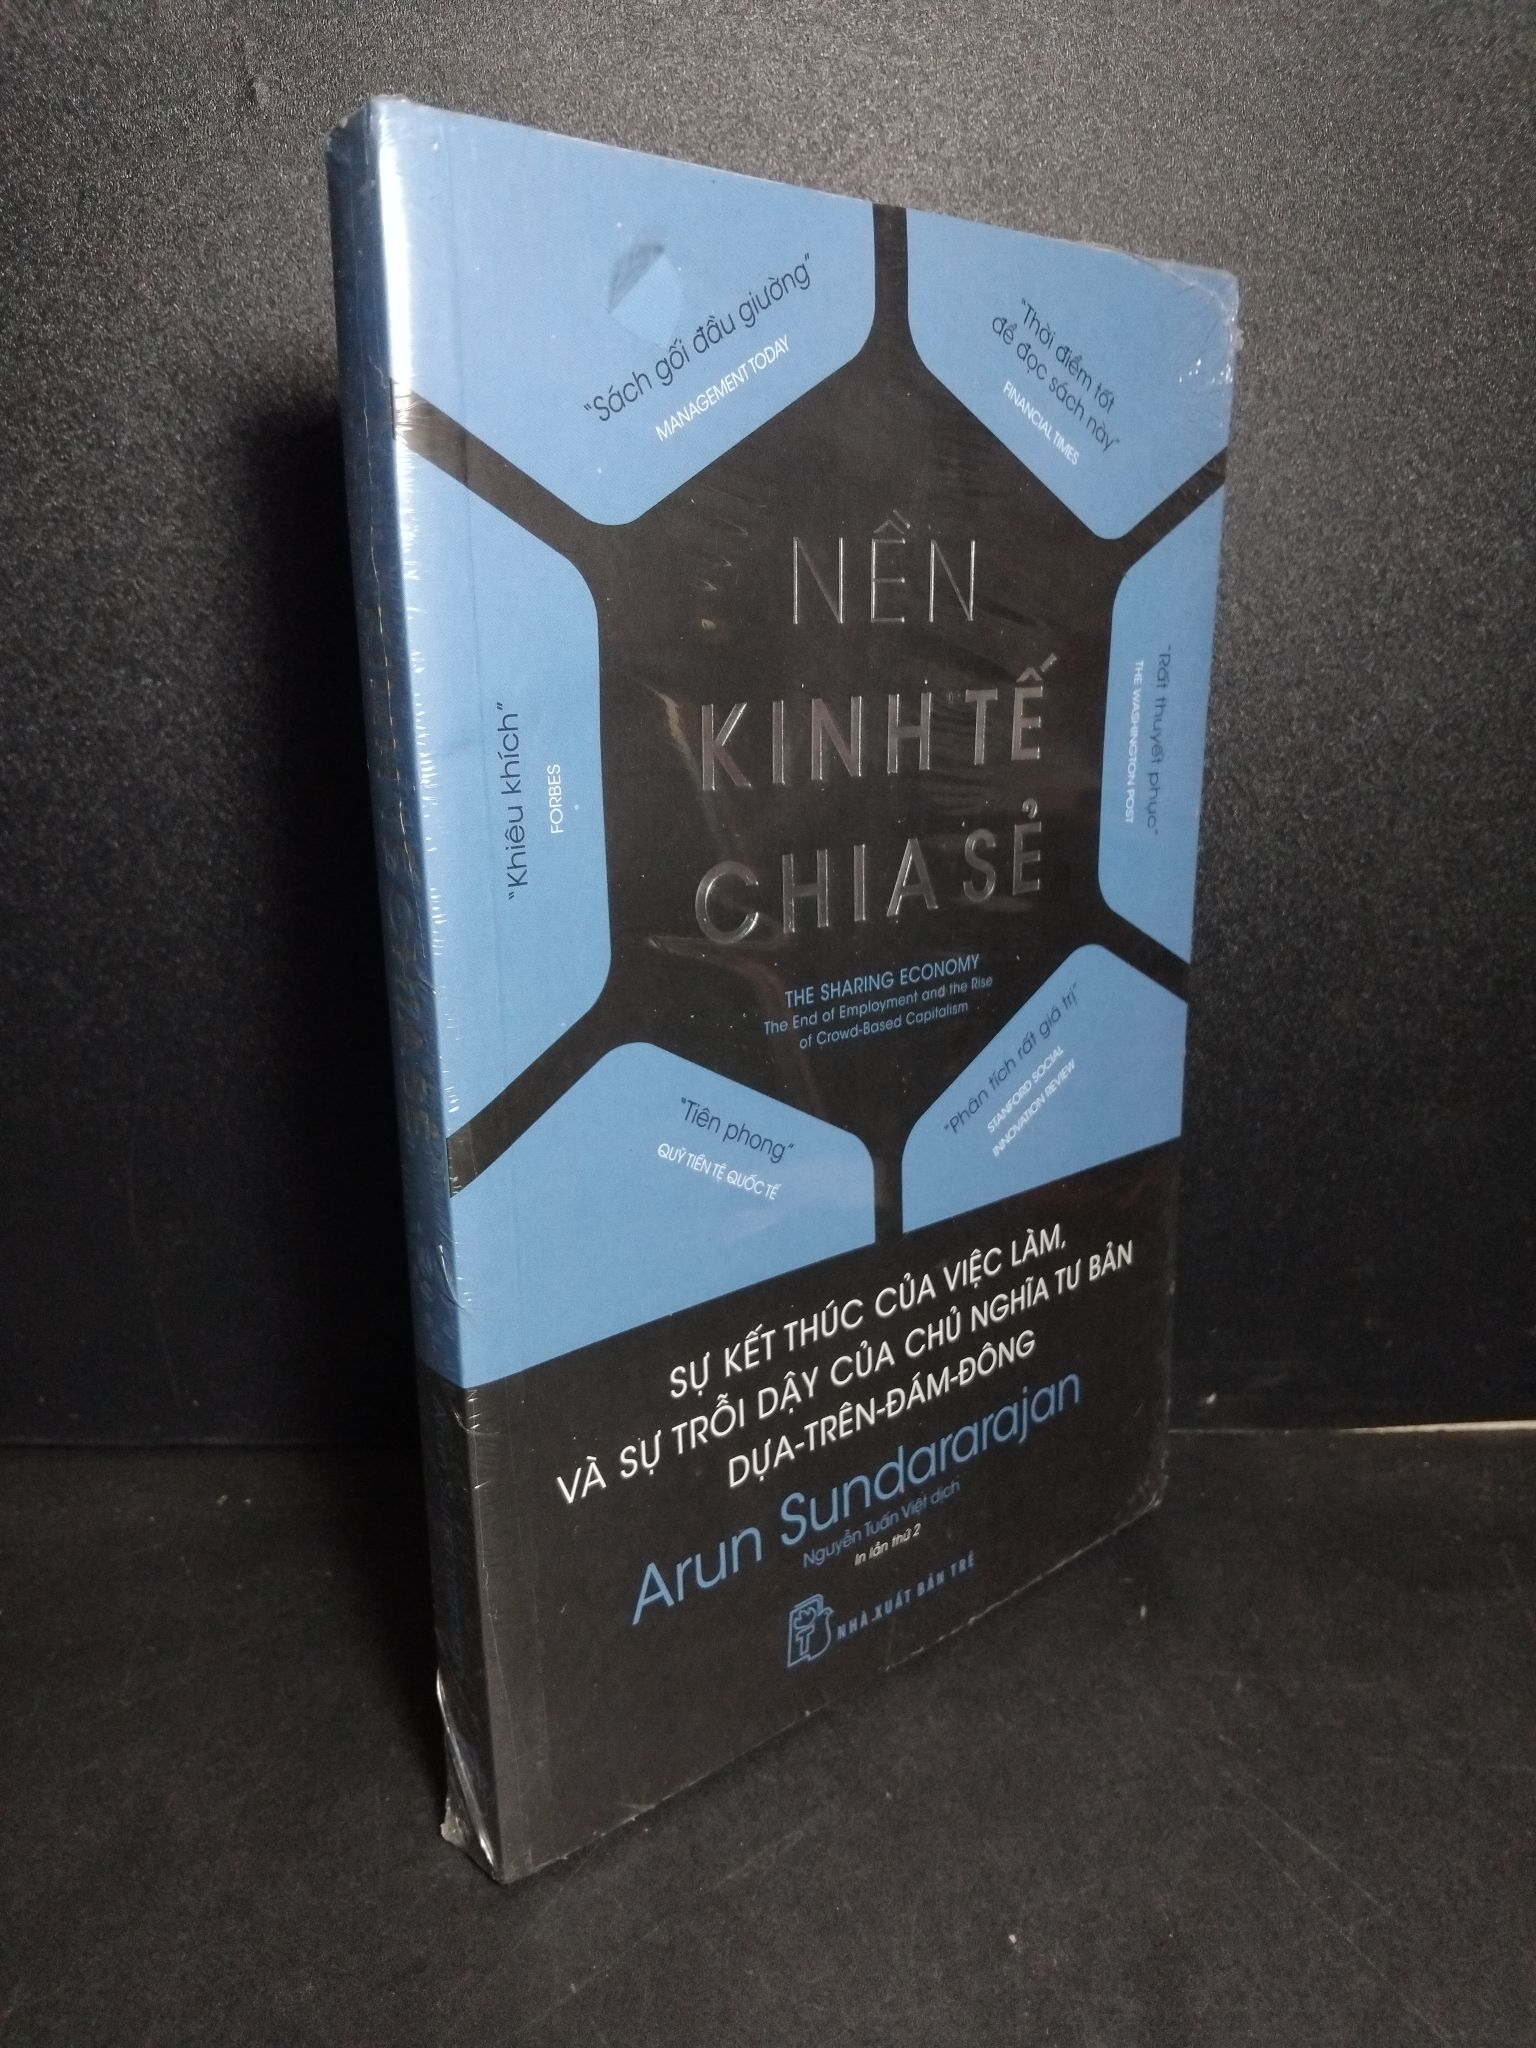 "Sách gối đầu giường"
MANAGEMENT TODAY
"Thời điểm tốt
để đọc sách này"
FINANCIAL TIMES
"Khiêu khích"
FORBES
"Rất thuyết phục"
THE WASHINGTON POST
NỀN
KINH TẾ
CHIA SẺ
THE SHARING ECONOMY
The End of Employment and the Rise
of Crowd-Based Capitalism
"Tiên phong"
QUỸ TIỀN TỆ QUỐC TẾ
"Phân tích rất giá trị"
STANFORD SOCIAL
INNOVATION REVIEW
SỰ KẾT THÚC CỦA VIỆC LÀM,
VÀ SỰ TRỖI DẬY CỦA CHỦ NGHĨA TƯ BẢN
DỰA-TRÊN-ĐÁM-ĐÔNG
Arun Sundararajan
Nguyễn Tuấn Việt dịch
In lần thứ 2
NHÀ XUẤT BẢN TRẺ